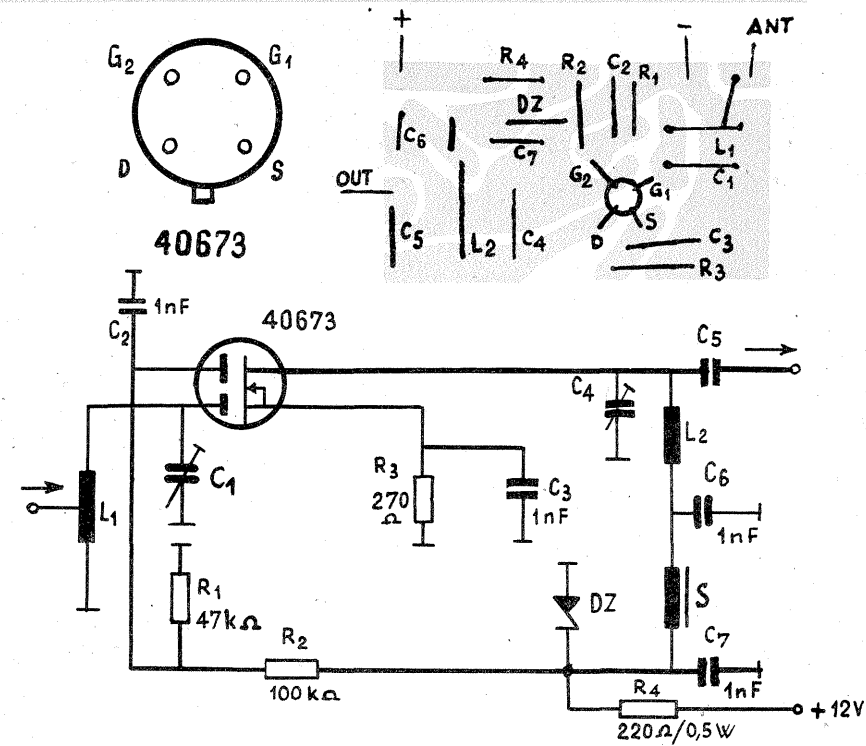 G2 G1
D S
40673
+ - ANT
R4 R2 C2 R1
DZ
C6 C7 L1
C1
OUT G2 G1
C5 L2 C4 D S C3
R3
C2 1nF
40673
C5
C4
L2
L1 C1
R3
270
Ω
C3
1nF
C6
1nF
R1
47kΩ
DZ S
R2
100kΩ
C7
1nF
R4
220Ω/0,5W
+12V